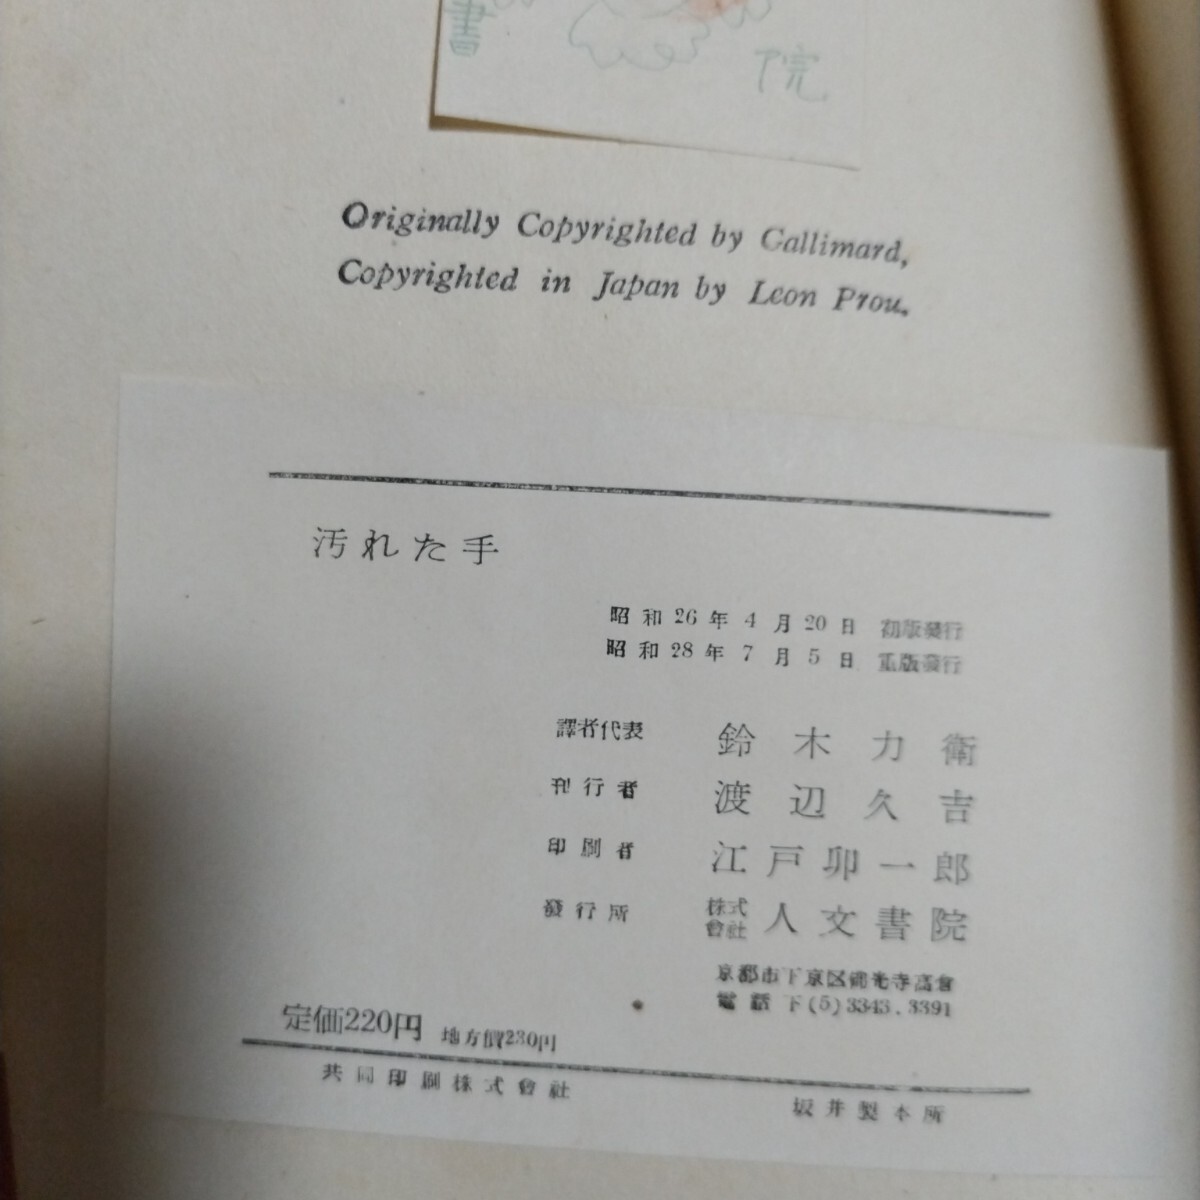 書
院
Originally Copyrighted by Gallimard,
Copyrighted in Japan by Leon Prou.
汚れた手
昭和26年4月20日 初版發行
昭和28年7月5日 重版發行
譯者代表 鈴木力衛
刊行者 渡辺久吉
印刷者 江戸卯一郎
發行所 株式會社 人文書院
京都市下京区佛光寺高倉
電話下(5)3343.3391
定価220円 地方價230円
共同印刷株式會社 坂井製本所